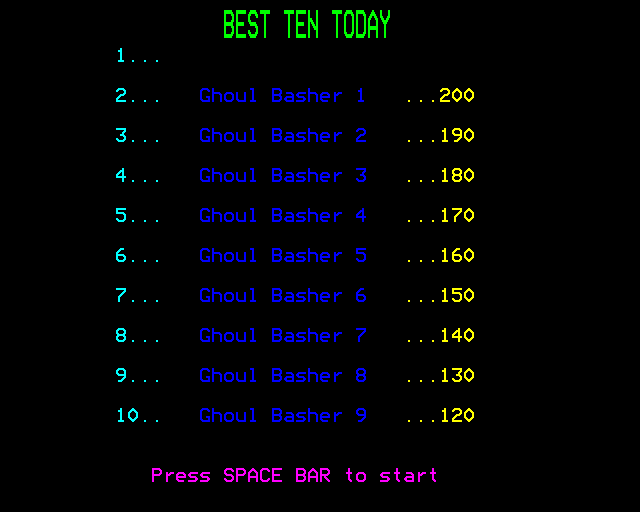 BEST TEN TODAY
1...
2... Ghoul Basher 1 ...200
3... Ghoul Basher 2 ...190
4... Ghoul Basher 3 ...180
5... Ghoul Basher 4 ...170
6... Ghoul Basher 5 ...160
7... Ghoul Basher 6 ...150
8... Ghoul Basher 7 ...140
9... Ghoul Basher 8 ...130
10.. Ghoul Basher 9 ...120
Press SPACE BAR to start